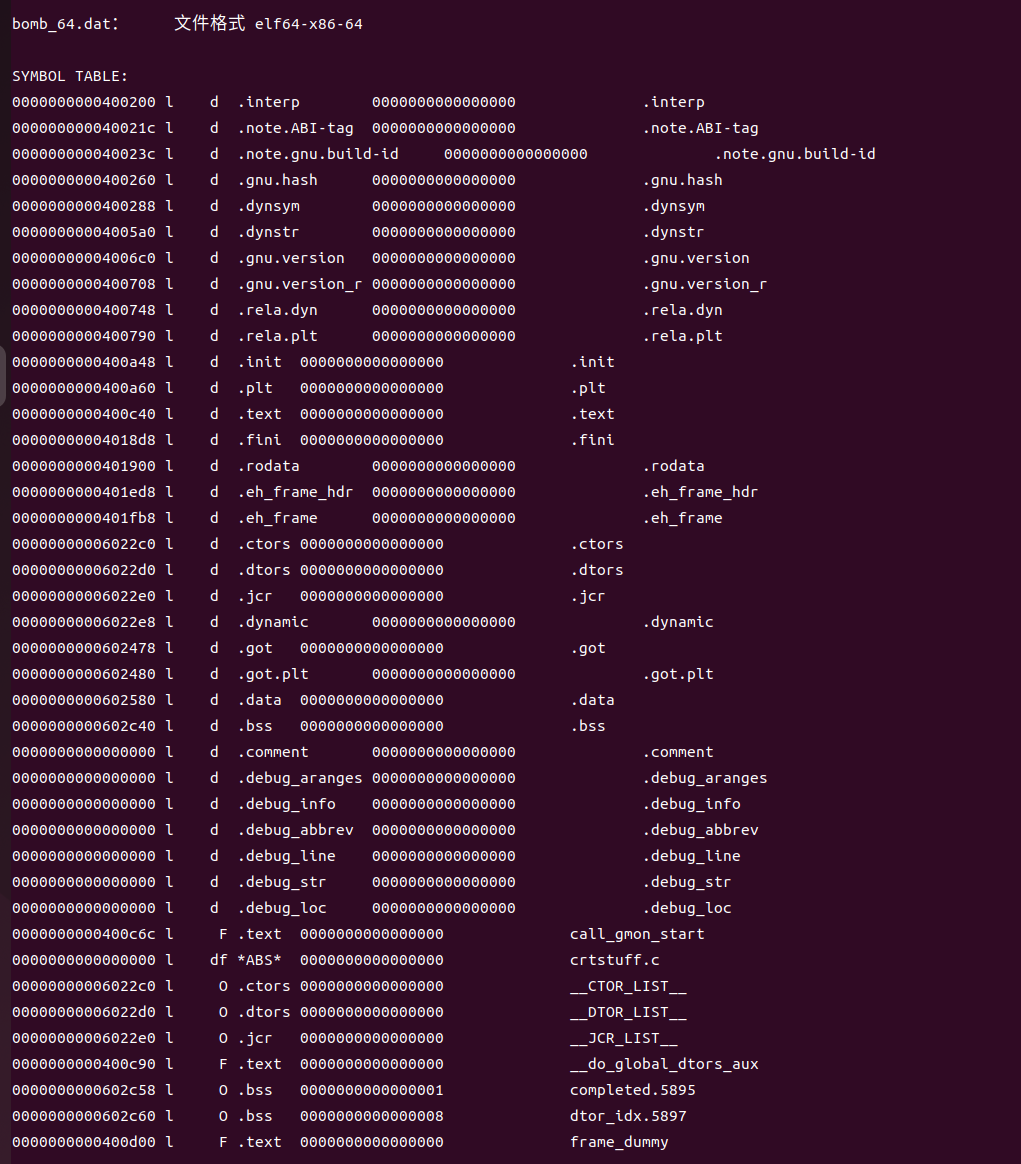 bomb_64.dat：     文件格式 elf64-x86-64
SYMBOL TABLE:
0000000000400200 l    d  .interp        0000000000000000              .interp
000000000040021c l    d  .note.ABI-tag  0000000000000000              .note.ABI-tag
000000000040023c l    d  .note.gnu.build-id     0000000000000000              .note.gnu.build-id
0000000000400260 l    d  .gnu.hash      0000000000000000              .gnu.hash
0000000000400288 l    d  .dynsym        0000000000000000              .dynsym
00000000004005a0 l    d  .dynstr        0000000000000000              .dynstr
00000000004006c0 l    d  .gnu.version   0000000000000000              .gnu.version
0000000000400708 l    d  .gnu.version_r 0000000000000000              .gnu.version_r
0000000000400748 l    d  .rela.dyn      0000000000000000              .rela.dyn
0000000000400790 l    d  .rela.plt      0000000000000000              .rela.plt
0000000000400a48 l    d  .init  0000000000000000              .init
0000000000400a60 l    d  .plt   0000000000000000              .plt
0000000000400c40 l    d  .text  0000000000000000              .text
00000000004018d8 l    d  .fini  0000000000000000              .fini
0000000000401900 l    d  .rodata        0000000000000000              .rodata
0000000000401ed8 l    d  .eh_frame_hdr  0000000000000000              .eh_frame_hdr
0000000000401fb8 l    d  .eh_frame      0000000000000000              .eh_frame
00000000006022c0 l    d  .ctors 0000000000000000              .ctors
00000000006022d0 l    d  .dtors 0000000000000000              .dtors
00000000006022e0 l    d  .jcr   0000000000000000              .jcr
00000000006022e8 l    d  .dynamic       0000000000000000              .dynamic
0000000000602478 l    d  .got   0000000000000000              .got
0000000000602480 l    d  .got.plt       0000000000000000              .got.plt
0000000000602580 l    d  .data  0000000000000000              .data
0000000000602c40 l    d  .bss   0000000000000000              .bss
0000000000000000 l    d  .comment       0000000000000000              .comment
0000000000000000 l    d  .debug_aranges 0000000000000000              .debug_aranges
0000000000000000 l    d  .debug_info    0000000000000000              .debug_info
0000000000000000 l    d  .debug_abbrev  0000000000000000              .debug_abbrev
0000000000000000 l    d  .debug_line    0000000000000000              .debug_line
0000000000000000 l    d  .debug_str     0000000000000000              .debug_str
0000000000000000 l    d  .debug_loc     0000000000000000              .debug_loc
0000000000400c6c l     F .text  0000000000000000              call_gmon_start
0000000000000000 l    df *ABS*  0000000000000000              crtstuff.c
00000000006022c0 l     O .ctors 0000000000000000              __CTOR_LIST__
00000000006022d0 l     O .dtors 0000000000000000              __DTOR_LIST__
00000000006022e0 l     O .jcr   0000000000000000              __JCR_LIST__
0000000000400c90 l     F .text  0000000000000000              __do_global_dtors_aux
0000000000602c58 l     O .bss   0000000000000001              completed.5895
0000000000602c60 l     O .bss   0000000000000008              dtor_idx.5897
0000000000400d00 l     F .text  0000000000000000              frame_dummy